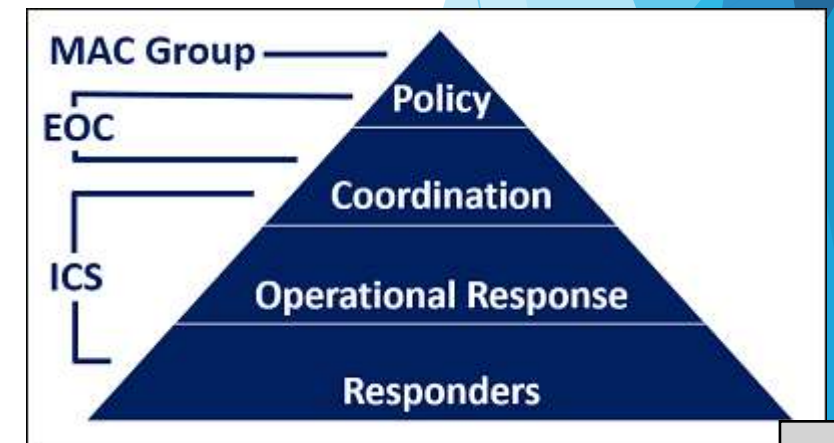 MAC Group
Policy
EOC
Coordination
ICS
Operational Response
Responders